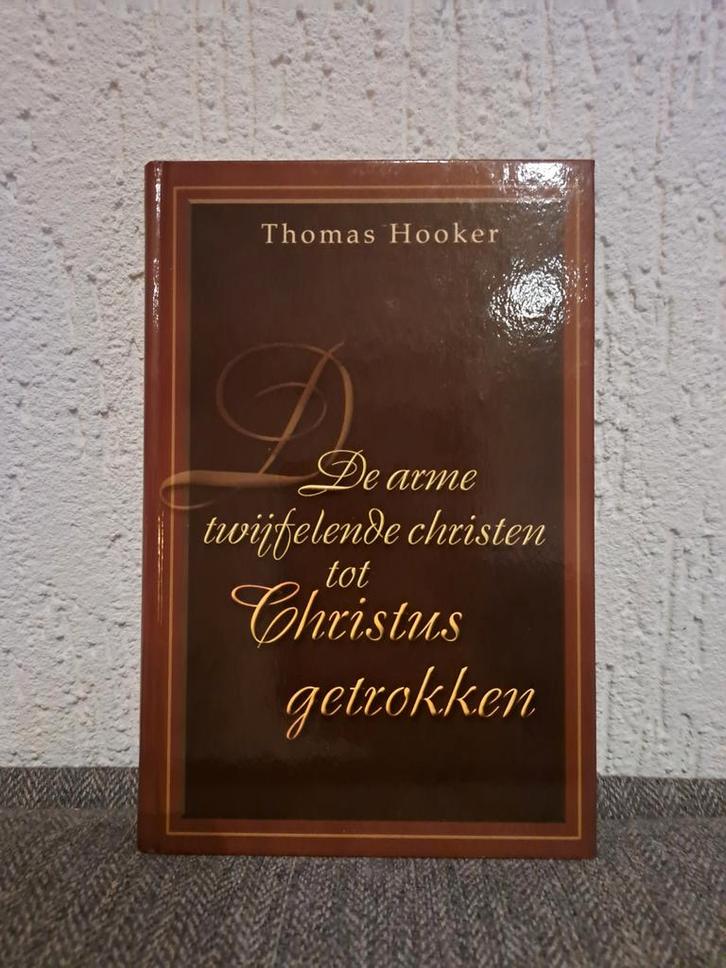 Thomas Hooker
De arme
twijfelende christen
tot
Christus
getrokken